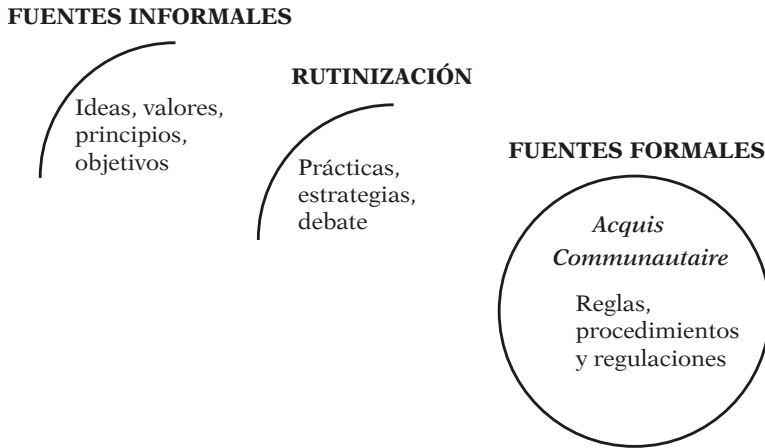 FUENTES INFORMALES
Ideas, valores,
principios,
objetivos
RUTINIZACIÓN
Prácticas,
estrategias,
debate
FUENTES FORMALES
Acquis
Communautaire
Reglas,
procedimientos
y regulaciones